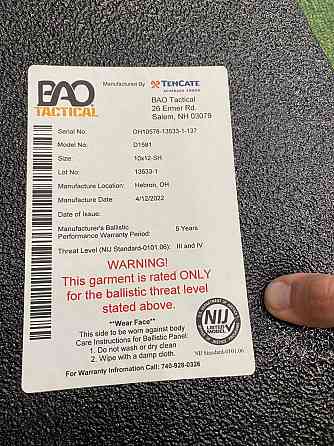 BAO
TACTICAL
Manufactured By TENCATE
BAO Tactical
26 Ermer Rd.
Salem, NH 03079
Serial No: OH10578-13533-1-137
Model No: D1581
Size: 10x12-SH
Lot No: 13533-1
Manufacture Location: Hebron, OH
Manufacture Date 4/12/2022
Date of Issue:
Manufacturer's Ballistic
Performance Warranty Period: 5 Years
Threat Level (NIJ Standard-0101.06): III and IV
WARNING!
This garment is rated ONLY
for the ballistic threat level
stated above.
**Wear Face**
This side to be worn against body
Care Instructions for Ballistic Panel:
1. Do not wash or dry clean
2. Wipe with a damp cloth.
For Warranty Information Call: 740-928-0326
NIJ
LISTED
MODEL
NIJ Standard-0101.06